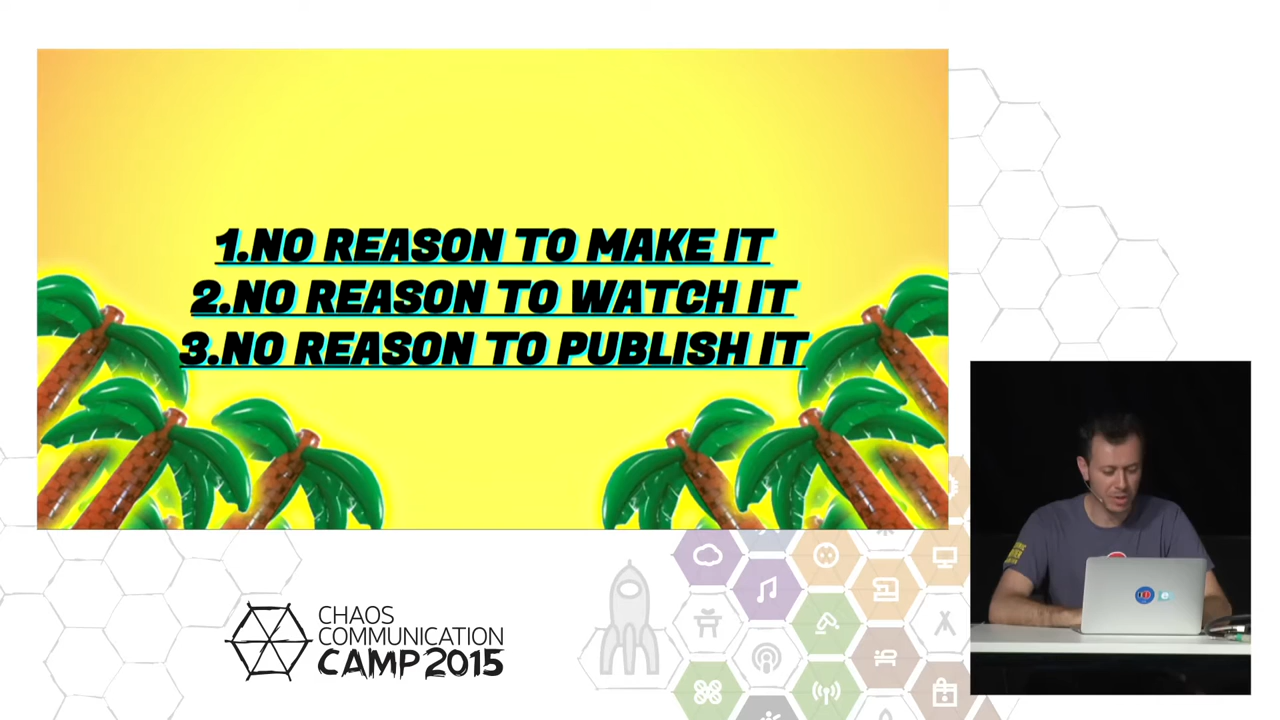 1.NO REASON TO MAKE IT
2.NO REASON TO WATCH IT
3.NO REASON TO PUBLISH IT
CHAOS
COMMUNICATION
CAMP 2015